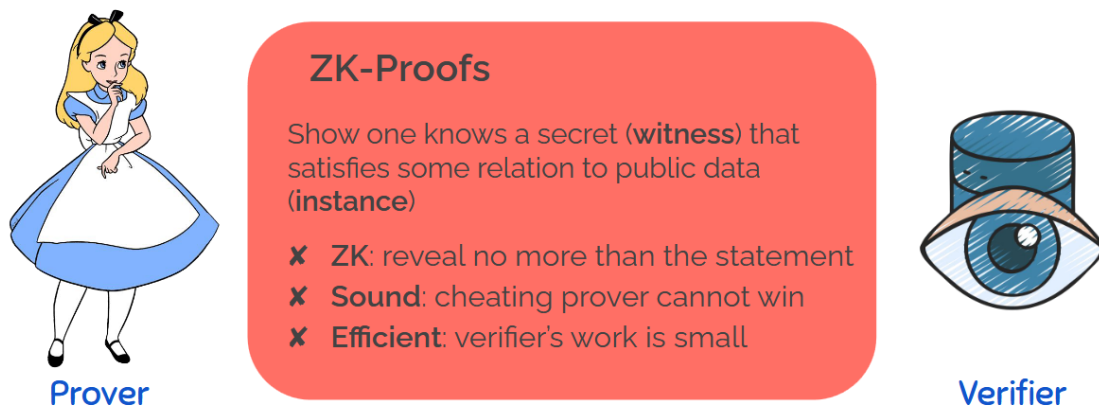 ZK-Proofs
Show one knows a secret (witness) that
satisfies some relation to public data
(instance)
✘ ZK: reveal no more than the statement
✘ Sound: cheating prover cannot win
✘ Efficient: verifier's work is small
Prover
Verifier